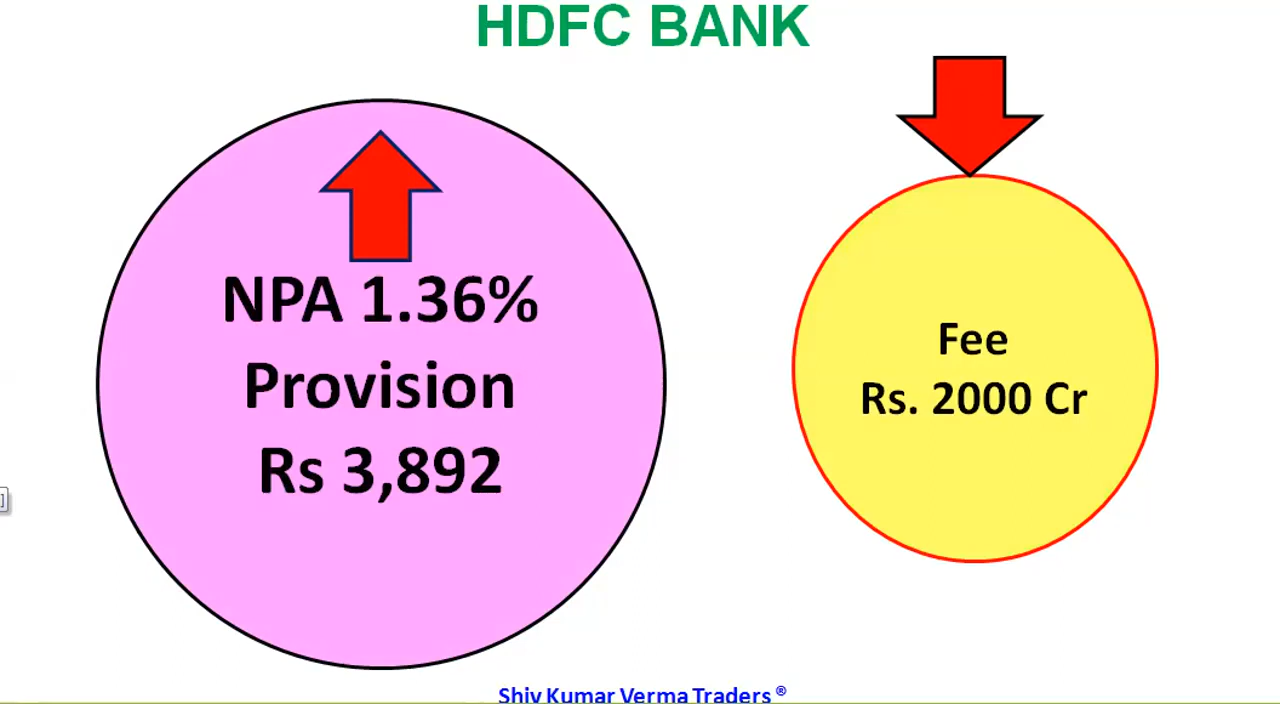 HDFC BANK
NPA 1.36%
Provision
Rs 3,892
Fee
Rs. 2000 Cr
]
Shiv Kumar Verma Traders ®